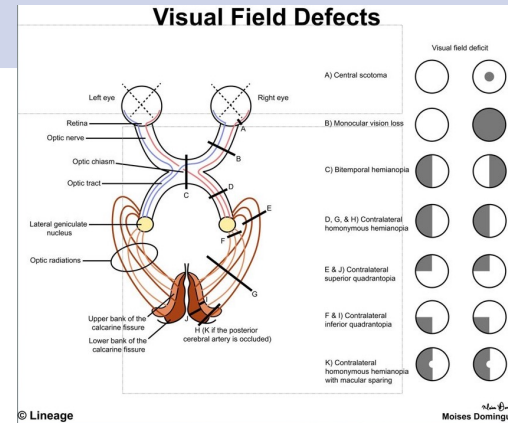 Visual Field Defects
Visual field deficit
Left eye
Right eye
Retina
Optic nerve
Optic chiasm
Optic tract
Lateral geniculate
nucleus
Optic radiations
Upper bank of the
calcarine fissure
Lower bank of the
calcarine fissure
A
B
C
D
E
F
G
I
J
H (K if the posterior
cerebral artery is occluded)
A) Central scotoma
B) Monocular vision loss
C) Bitemporal hemianopia
D, G, & H) Contralateral
homonymous hemianopia
E & J) Contralateral
superior quadrantopia
F & I) Contralateral
inferior quadrantopia
K) Contralateral
homonymous hemianopia
with macular sparing
© Lineage
Moises Domingu